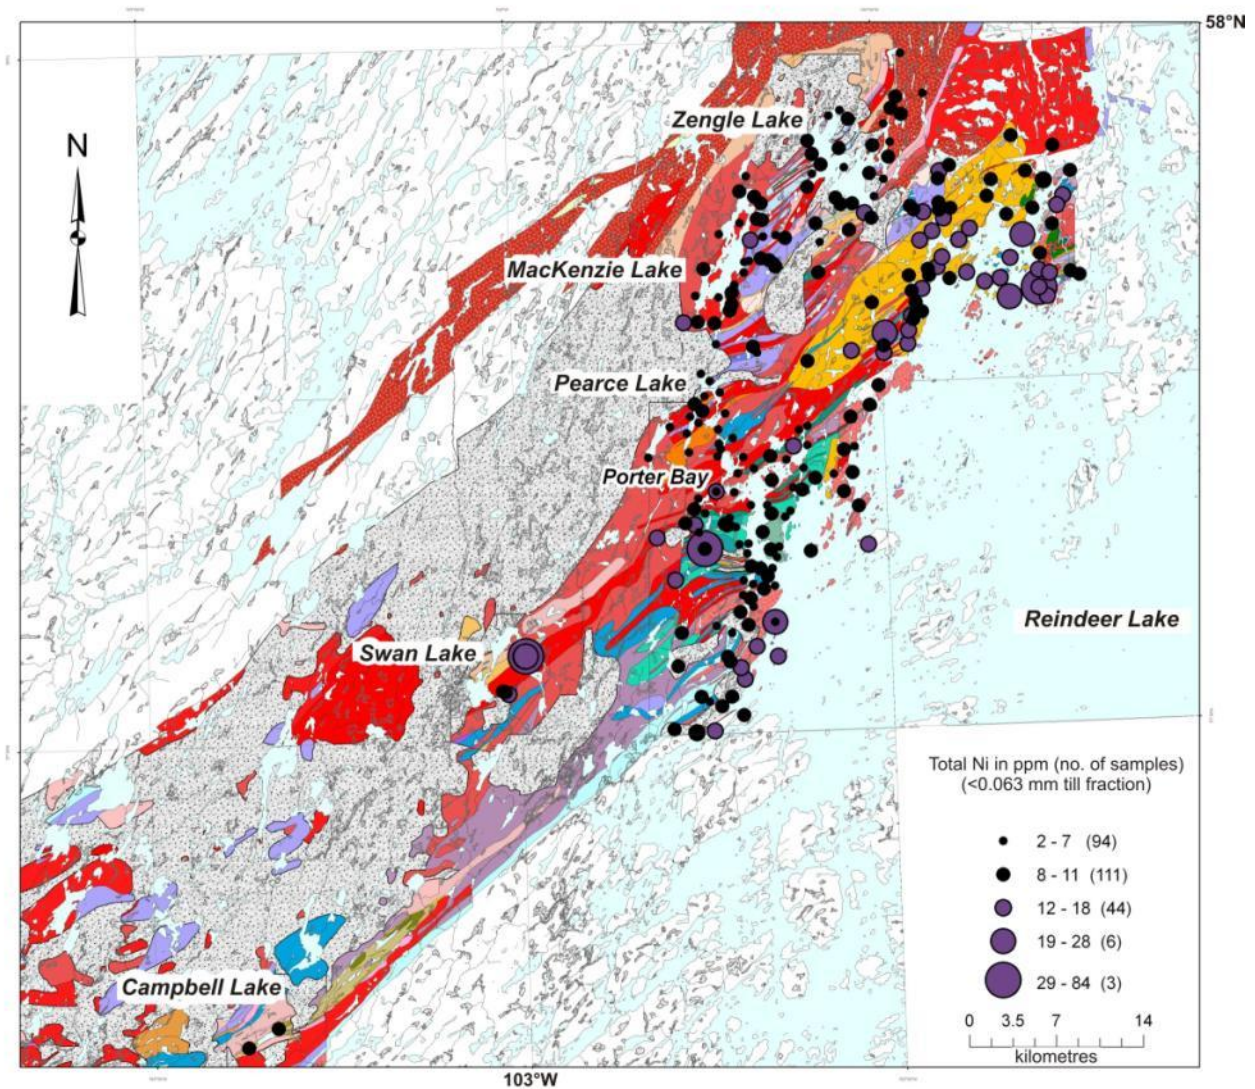 58°N
Zengle Lake
N
MacKenzie Lake
Pearce Lake
Porter Bay
Reindeer Lake
Swan Lake
Total Ni in ppm (no. of samples)
(<0.063 mm till fraction)
2 - 7 (94)
8 - 11 (111)
12 - 18 (44)
19 - 28 (6)
29 - 84 (3)
Campbell Lake
0 3.5 7 14
kilometres
103°W